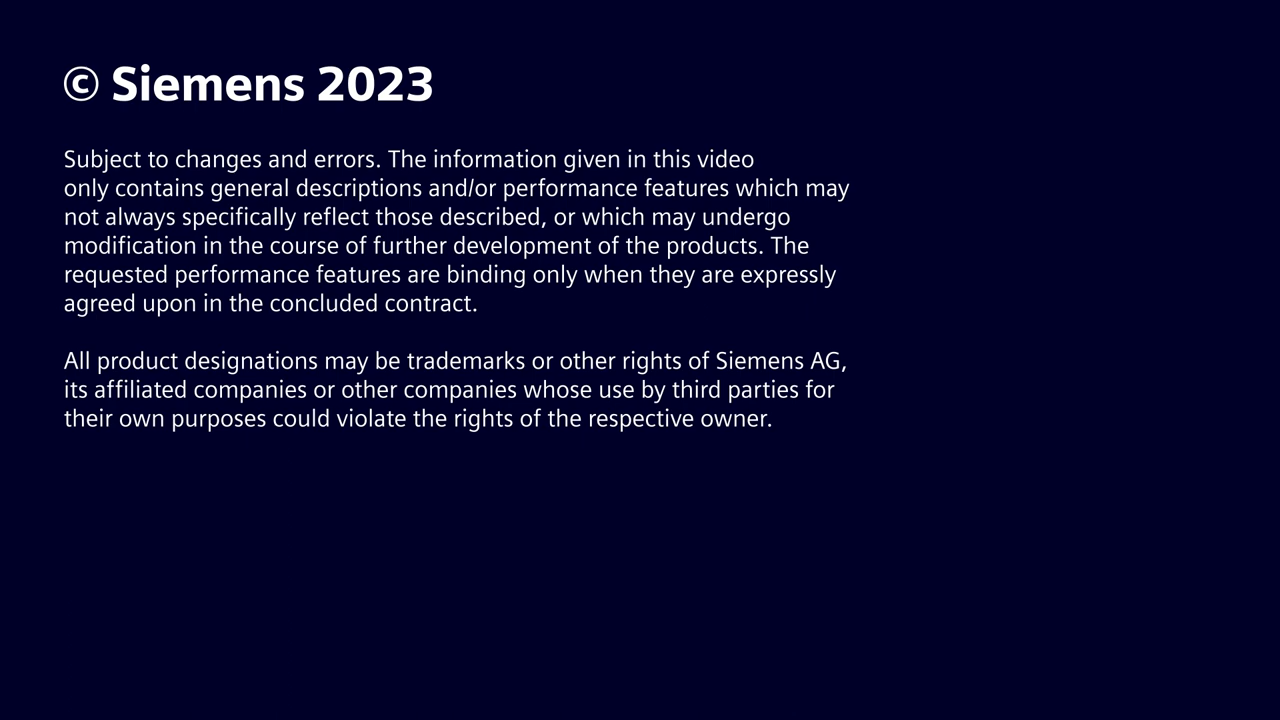 © Siemens 2023
Subject to changes and errors. The information given in this video
only contains general descriptions and/or performance features which may
not always specifically reflect those described, or which may undergo
modification in the course of further development of the products. The
requested performance features are binding only when they are expressly
agreed upon in the concluded contract.
All product designations may be trademarks or other rights of Siemens AG,
its affiliated companies or other companies whose use by third parties for
their own purposes could violate the rights of the respective owner.